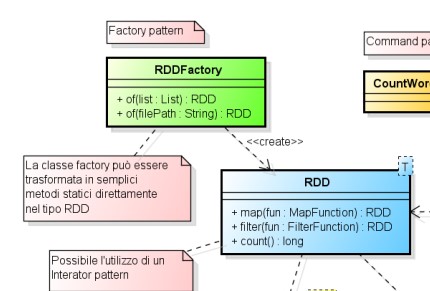 Factory pattern
Command pa
RDDFactory
+ of(list : List) : RDD
+ of(filePath : String) : RDD
CountWor
<<create>>
La classe factory può essere
trasformata in semplici
metodi statici direttamente
nel tipo RDD
T
RDD
+ map(fun : MapFunction) : RDD
+ filter(fun : FilterFunction) : RDD
+ count() : long
Possibile l'utilizzo di un
Interator pattern